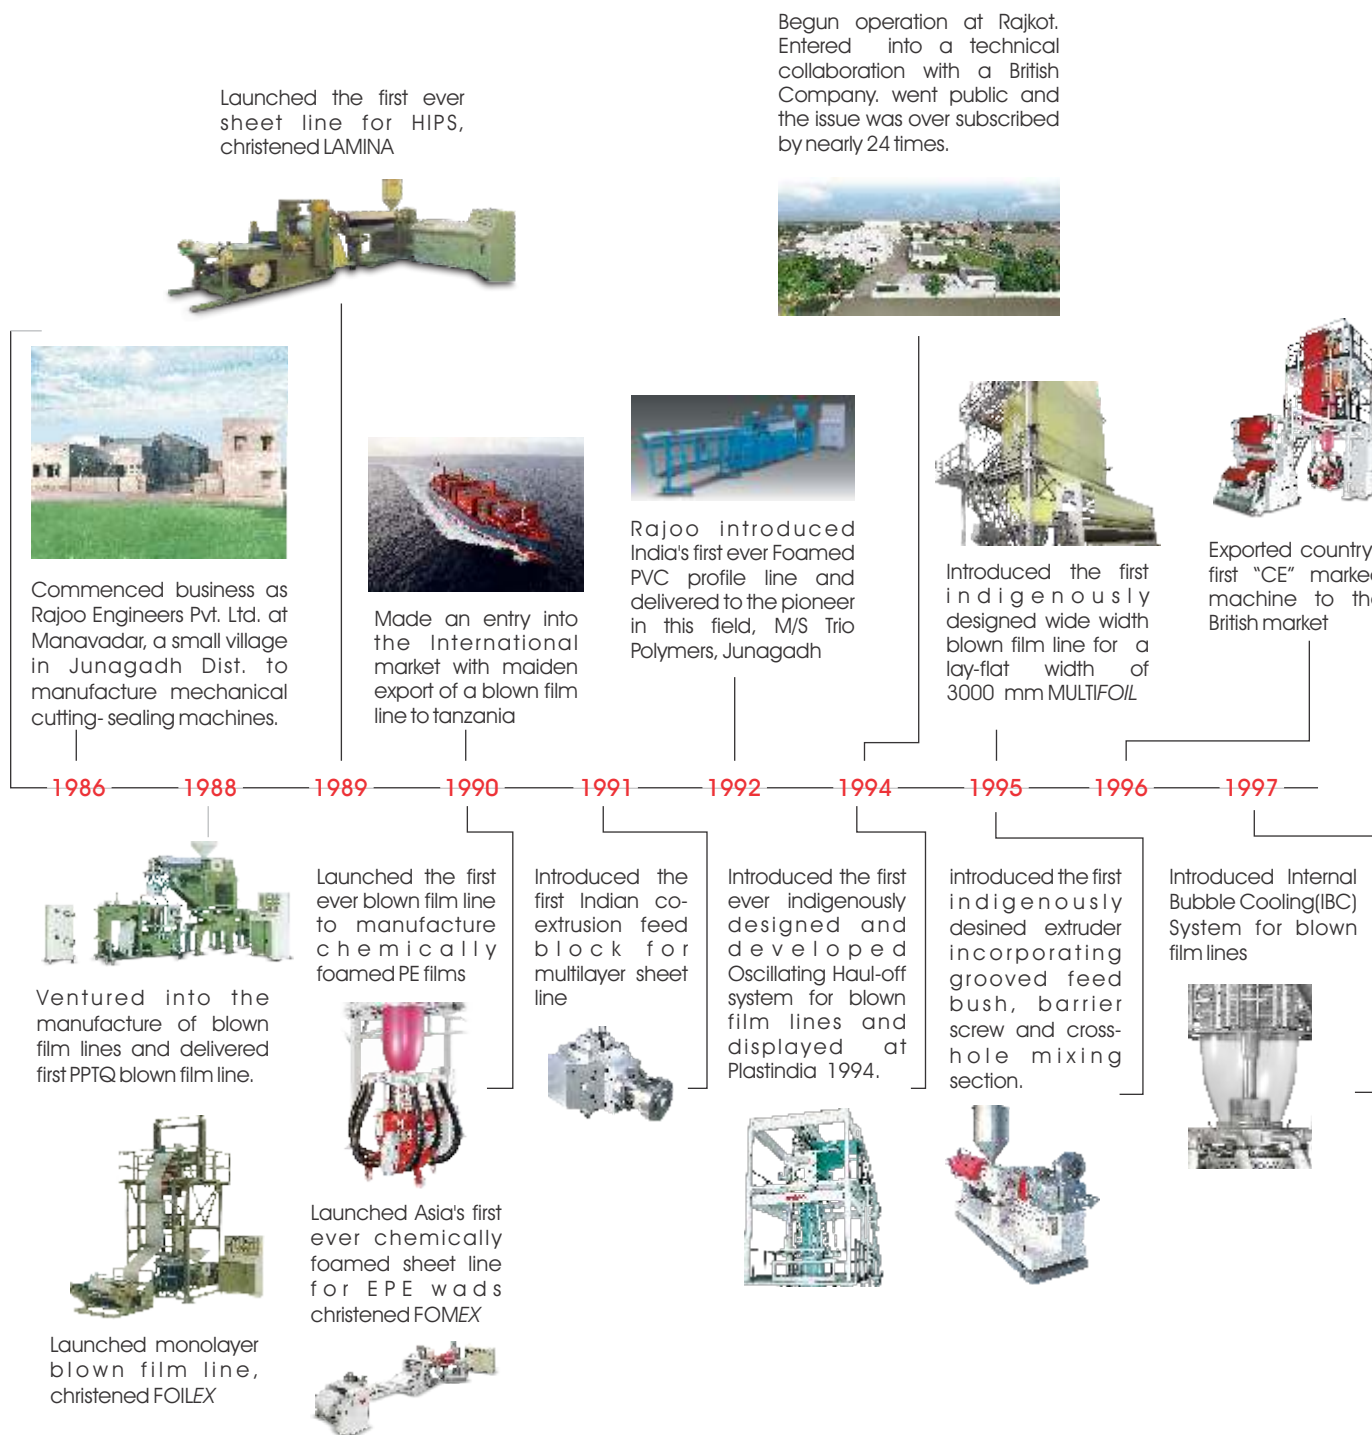 Begun operation at Rajkot.
Entered into a technical
collaboration with a British
Company. went public and
the issue was over subscribed
by nearly 24 times.
Launched the first ever
sheet line for HIPS,
christened LAMINA
Commenced business as
Rajoo Engineers Pvt. Ltd. at
Manavadar, a small village
in Junagadh Dist. to
manufacture mechanical
cutting- sealing machines.
Made an entry into
the International
market with maiden
export of a blown film
line to tanzania
Rajoo introduced
India's first ever Foamed
PVC profile line and
delivered to the pioneer
in this field, M/S Trio
Polymers, Junagadh
Introduced the first
indigenously
designed wide width
blown film line for a
lay-flat width of
3000 mm MULTIFOIL
Exported country
first "CE" marked
machine to the
British market
1986 1988 1989 1990 1991 1992 1994 1995 1996 1997
Ventured into the
manufacture of blown
film lines and delivered
first PPTQ blown film line.
Launched monolayer
blown film line,
christened FOILEX
Launched the first
ever blown film line
to manufacture
chemically
foamed PE films
Launched Asia's first
ever chemically
foamed sheet line
for EPE wads
christened FOMEX
Introduced the
first Indian co-
extrusion feed
block for
multilayer sheet
line
Introduced the first
ever indigenously
designed and
developed
Oscillating Haul-off
system for blown
film lines and
displayed at
Plastindia 1994.
introduced the first
indigenously
desined extruder
incorporating
grooved feed
bush, barrier
screw and cross-
hole mixing
section.
Introduced Internal
Bubble Cooling(IBC)
System for blown
film lines